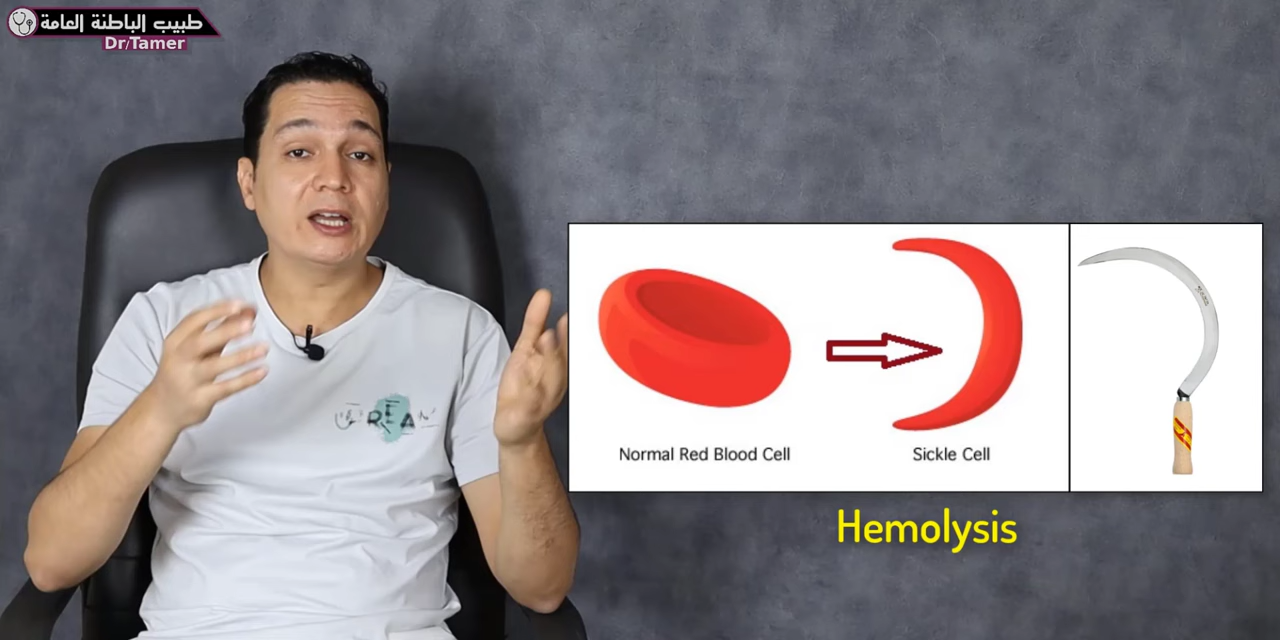 طبيب الباطنة العامة
Dr/Tamer
Normal Red Blood Cell
Sickle Cell
Hemolysis